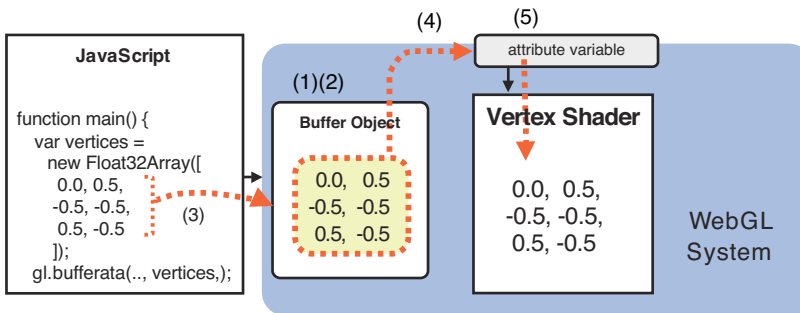 JavaScript
function main() {
var vertices =
new Float32Array([
0.0, 0.5,
-0.5, -0.5,
0.5, -0.5
]);
gl.bufferata(.., vertices,);
(3)
(1)(2)
Buffer Object
0.0, 0.5
-0.5, -0.5
0.5, -0.5
(4)
(5)
attribute variable
Vertex Shader
0.0, 0.5,
-0.5, -0.5,
0.5, -0.5
WebGL
System